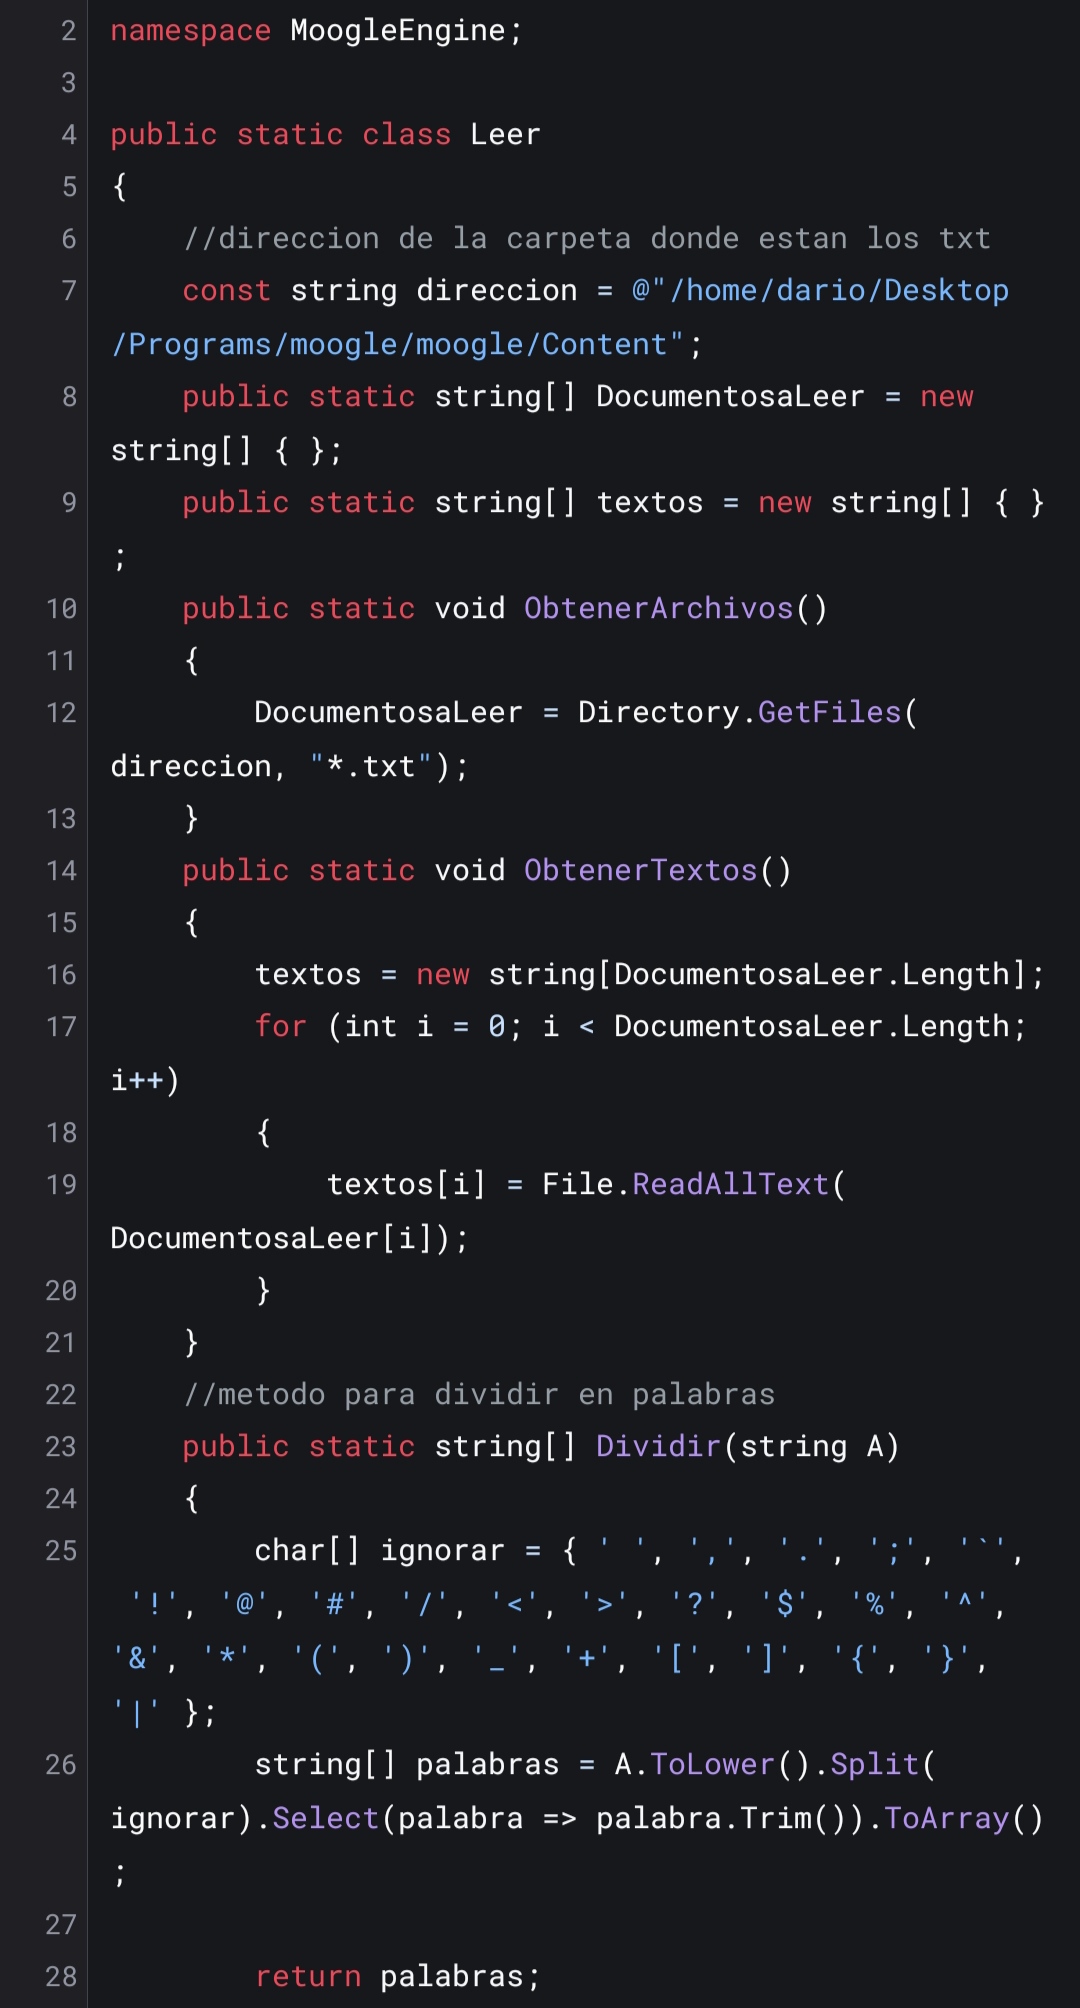 2 namespace MoogleEngine;
3
4 public static class Leer
5 {
6     //direccion de la carpeta donde estan los txt
7     const string direccion = @"/home/dario/Desktop
/Programs/moogle/moogle/Content";
8     public static string[] DocumentosaLeer = new
string[] { };
9     public static string[] textos = new string[] { }
;
10     public static void ObtenerArchivos()
11     {
12         DocumentosaLeer = Directory.GetFiles(
direccion, "*.txt");
13     }
14     public static void ObtenerTextos()
15     {
16         textos = new string[DocumentosaLeer.Length];
17         for (int i = 0; i < DocumentosaLeer.Length;
i++)
18         {
19             textos[i] = File.ReadAllText(
DocumentosaLeer[i]);
20         }
21     }
22     //metodo para dividir en palabras
23     public static string[] Dividir(string A)
24     {
25         char[] ignorar = { ' ', ',', '.', ';', '`',
'!', '@', '#', '/', '<', '>', '?', '$', '%', '^',
'&', '*', '(', ')', '_', '+', '[', ']', '{', '}',
'|' };
26         string[] palabras = A.ToLower().Split(
ignorar).Select(palabra => palabra.Trim()).ToArray()
;
27
28         return palabras;